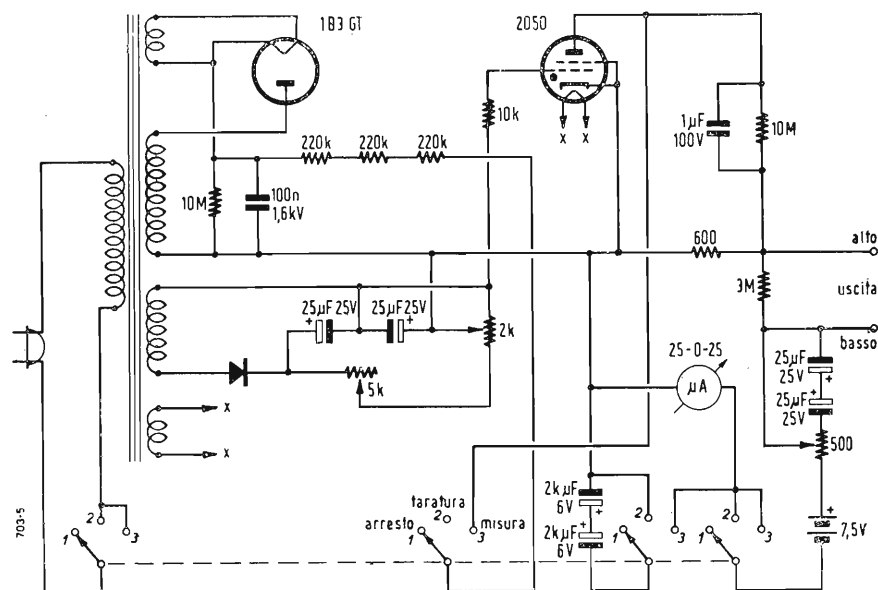 1B3 GT
2050
10k
X X
1µF
100V
10M
220k 220k 220k
10M
100n
1,6kV
600
alto
3M
uscita
basso
+ 25µF 25V
25µF 25V +
2k
5k
25-0-25
µA
25µF
25V
+
+
25µF
25V
500
X
X
703-5
1 2 3
arresto
taratura
misura
1 2 3
2kµF
6V
+
+
2kµF
6V
1 2 3
3 1 2
+
7,5V